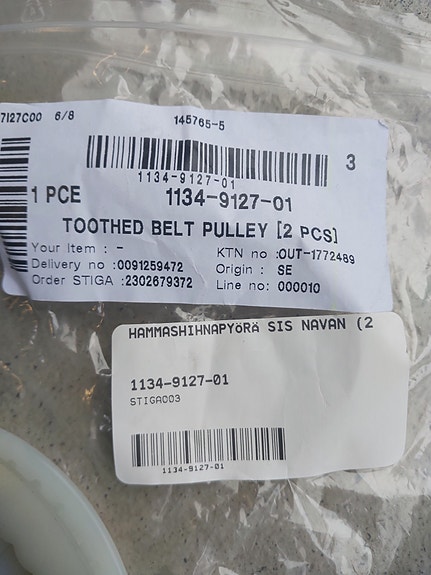 7127C00 6/8 145765-5
1134-9127-01
3
1 PCE 1134-9127-01
TOOTHED BELT PULLEY [2 PCS]
Your item : - KTN no :OUT-1772489
Delivery no :0091259472 Origin : SE
Order STIGA :2302679372 Line no: 000010
HAMMASHIHNAPYöRÄ SIS NAVAN (2
1134-9127-01
STIGA003
1134-9127-01